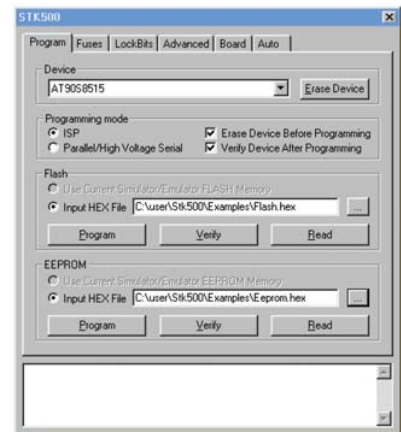 STK500
Program Fuses LockBits Advanced Board Auto
Device
AT90S8515 Erase Device
Programming mode
ISP Erase Device Before Programming
Parallel/High Voltage Serial Verify Device After Programming
Flash
Use Current Simulator/Emulator FLASH Memory
Input HEX File C:\user\Stk500\Examples\Flash.hex ...
Program Verify Read
EEPROM
Use Current Simulator/Emulator EEPROM Memory
Input HEX File C:\user\Stk500\Examples\Eeprom.hex ...
Program Verify Read